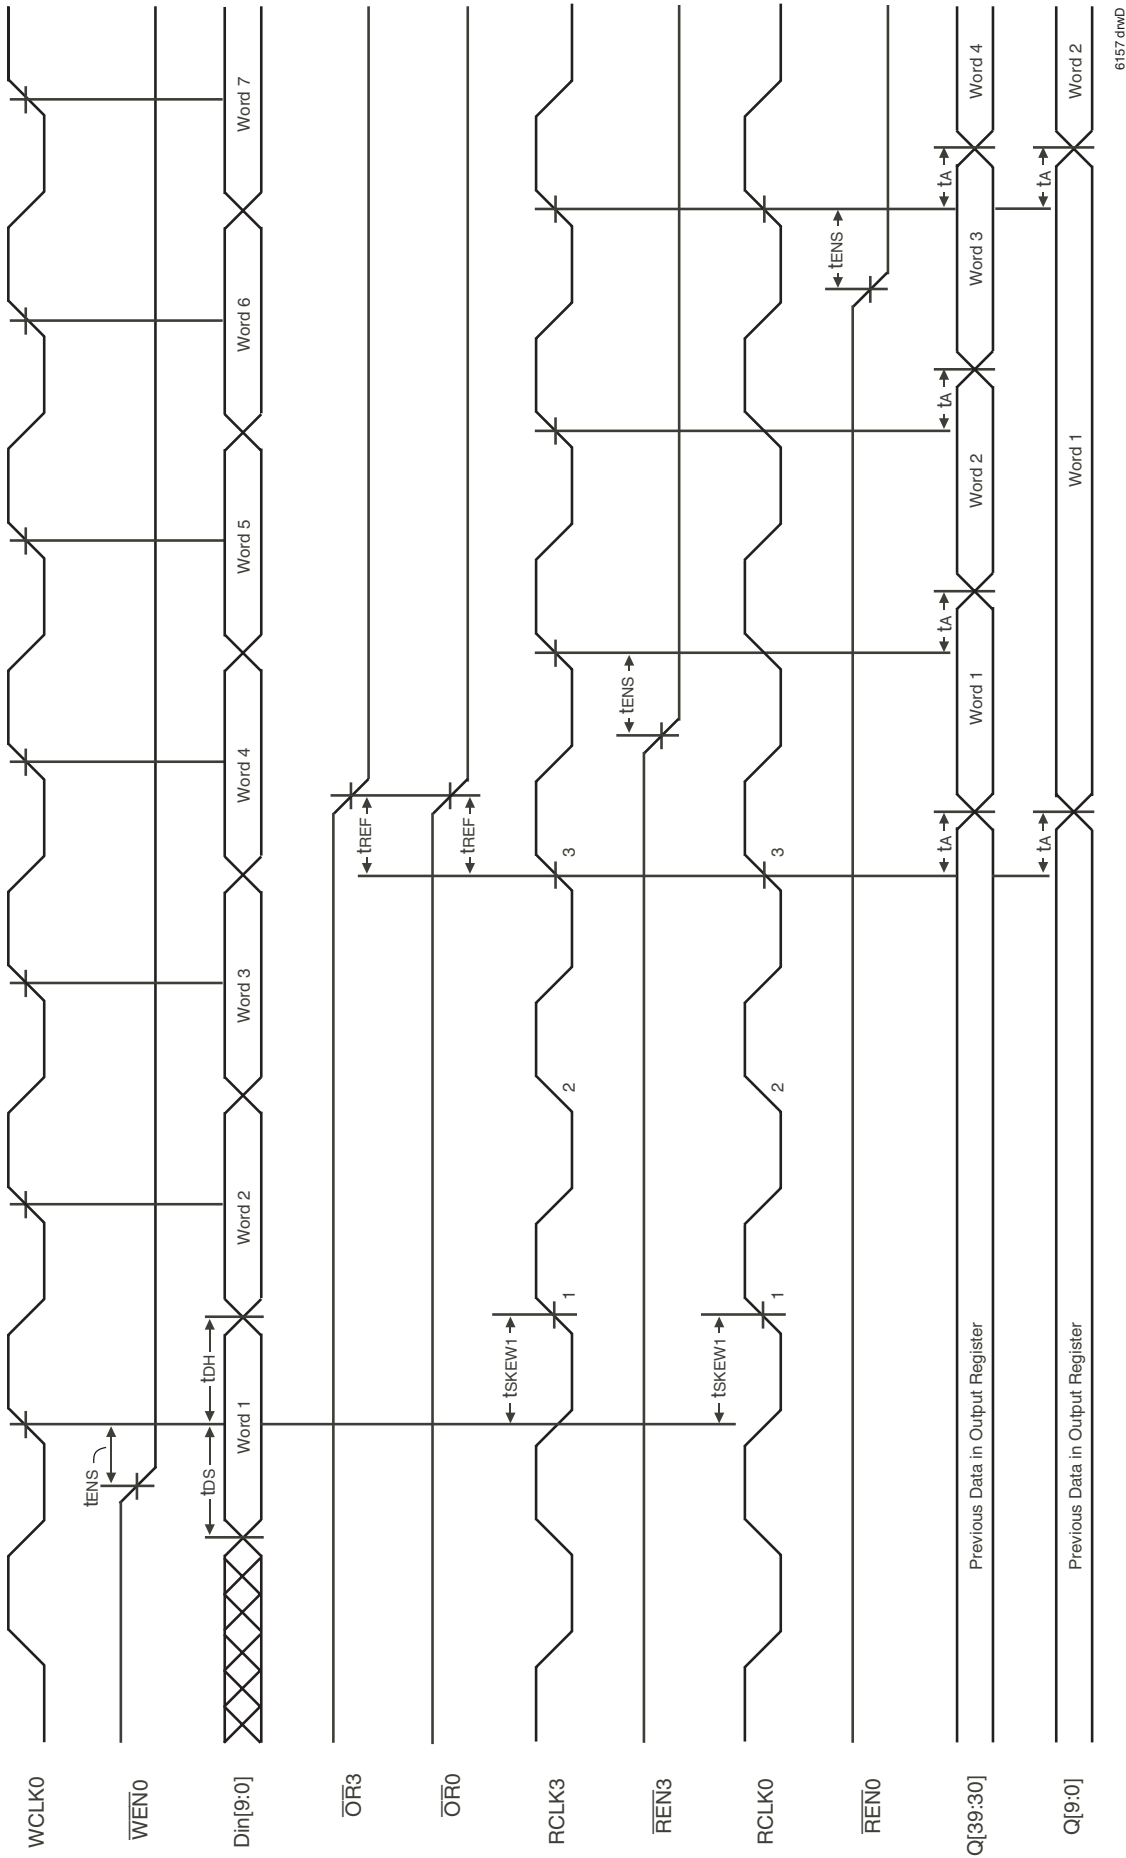 WCLK0
WEN0
tENS
Din[9:0]
tDS
tDH
Word 1
Word 2
Word 3
Word 4
Word 5
Word 6
Word 7
OR3
tREF
OR0
tREF
RCLK3
tSKEW1
1
2
3
REN3
tENS
RCLK0
tSKEW1
1
2
3
REN0
tENS
Q[39:30]
Previous Data in Output Register
tA
Word 1
tA
Word 2
tA
Word 3
tA
Word 4
Q[9:0]
Previous Data in Output Register
tA
Word 1
tA
Word 2
6157 drwD